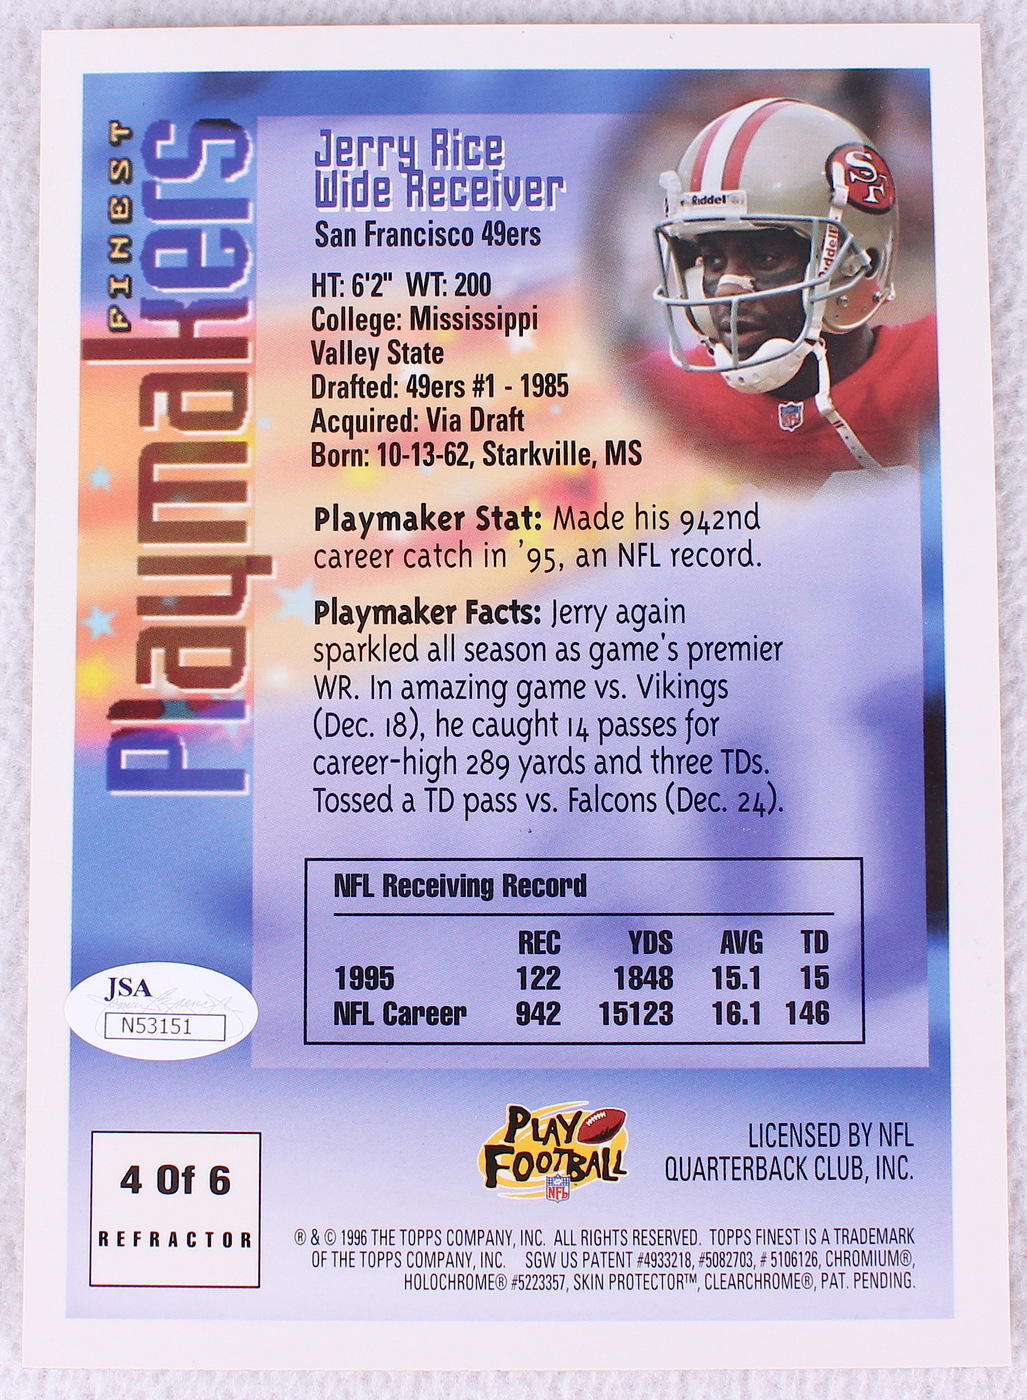 FINEST
Playmakers
Jerry Rice
Wide Receiver
San Francisco 49ers
HT: 6'2" WT: 200
College: Mississippi
Valley State
Drafted: 49ers #1 - 1985
Acquired: Via Draft
Born: 10-13-62, Starkville, MS
Riddell
Riddell
SF
NFL
Playmaker Stat: Made his 942nd
career catch in '95, an NFL record.
Playmaker Facts: Jerry again
sparkled all season as game's premier
WR. In amazing game vs. Vikings
(Dec. 18), he caught 14 passes for
career-high 289 yards and three TDs.
Tossed a TD pass vs. Falcons (Dec. 24).
NFL Receiving Record
REC YDS AVG TD
1995 122 1848 15.1 15
NFL Career 942 15123 16.1 146
JSA
N53151
4 Of 6
REFRACTOR
PLAY
FOOTBALL
NFL
LICENSED BY NFL
QUARTERBACK CLUB, INC.
® & © 1996 THE TOPPS COMPANY, INC. ALL RIGHTS RESERVED. TOPPS FINEST IS A TRADEMARK
OF THE TOPPS COMPANY, INC. SGW US PATENT #4933218, #5082703, # 5106126, CHROMIUM®,
HOLOCHROME® #5223357, SKIN PROTECTOR™, CLEARCHROME®, PAT. PENDING.